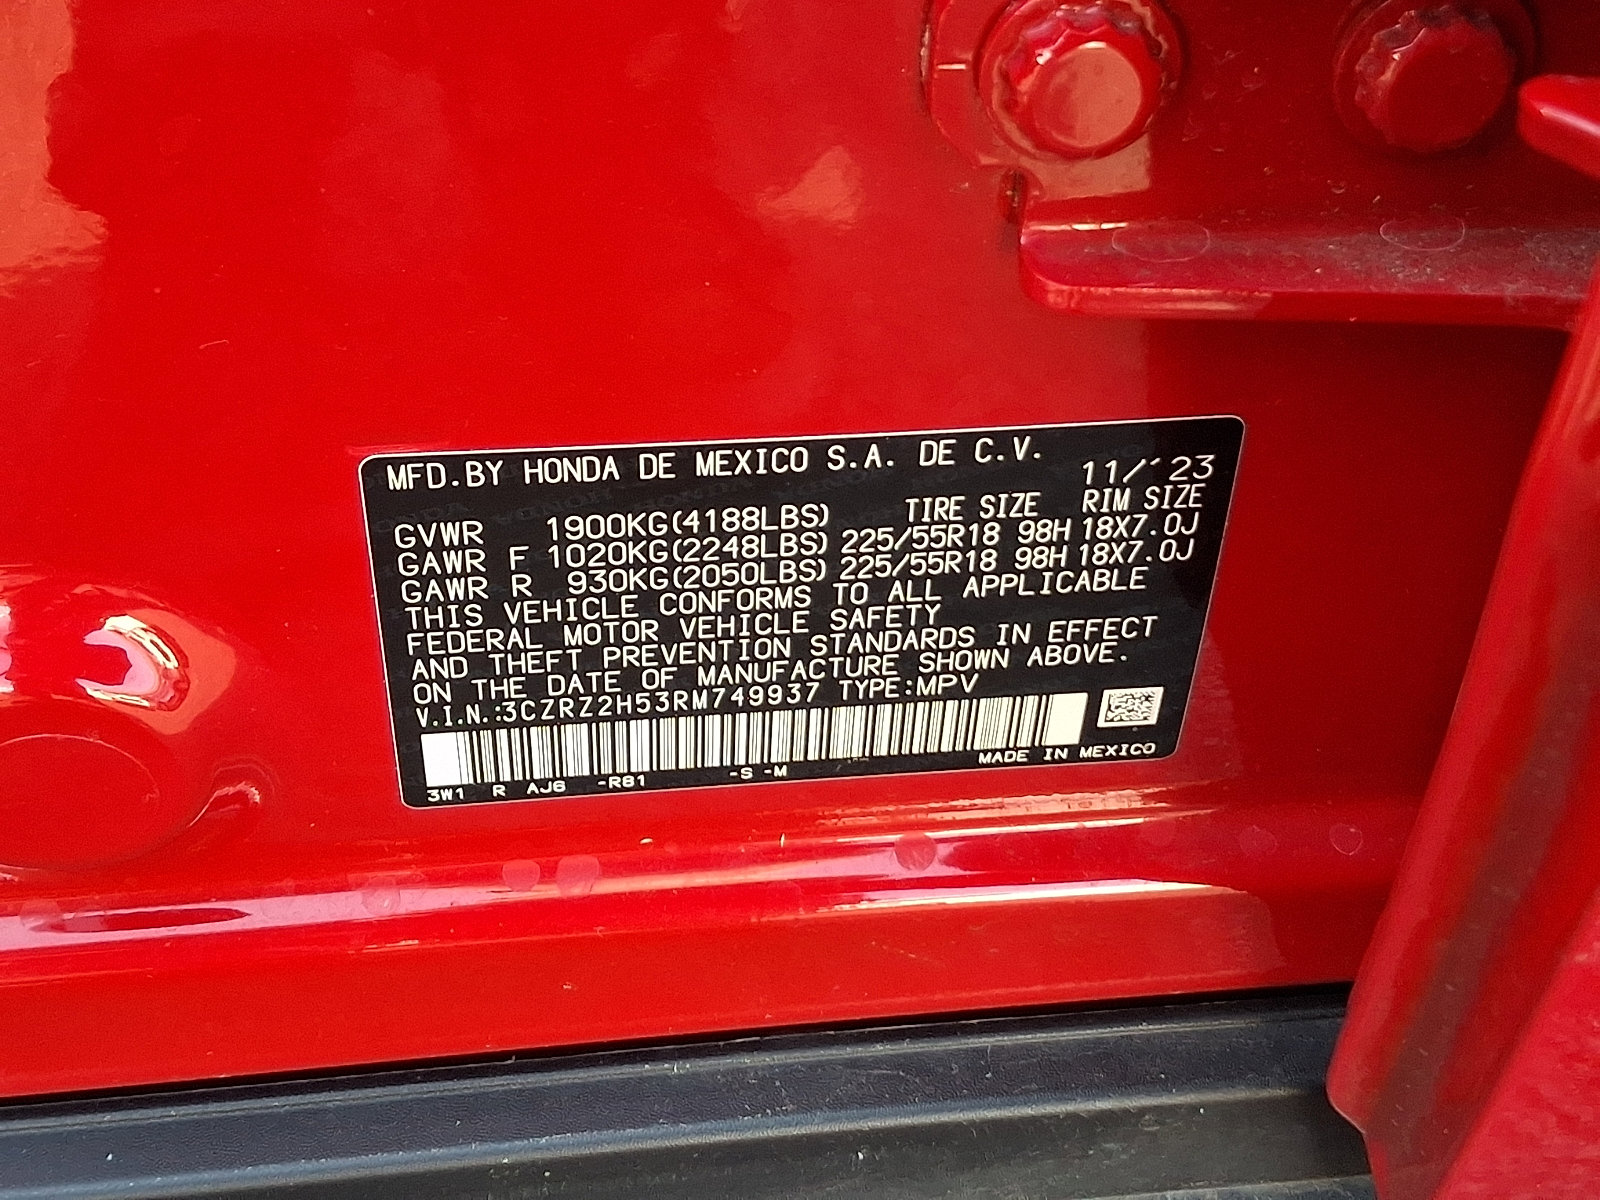 MFD.BY HONDA DE MEXICO S.A. DE C.V.
11/'23
TIRE SIZE RIM SIZE
GVWR 1900KG(4188LBS)
GAWR F 1020KG(2248LBS) 225/55R18 98H 18X7.0J
GAWR R 930KG(2050LBS) 225/55R18 98H 18X7.0J
THIS VEHICLE CONFORMS TO ALL APPLICABLE
FEDERAL MOTOR VEHICLE SAFETY
AND THEFT PREVENTION STANDARDS IN EFFECT
ON THE DATE OF MANUFACTURE SHOWN ABOVE.
V.I.N.:3CZRZ2H53RM749937 TYPE:MPV
MADE IN MEXICO
3W1 R AJ6 -R81 -S -M